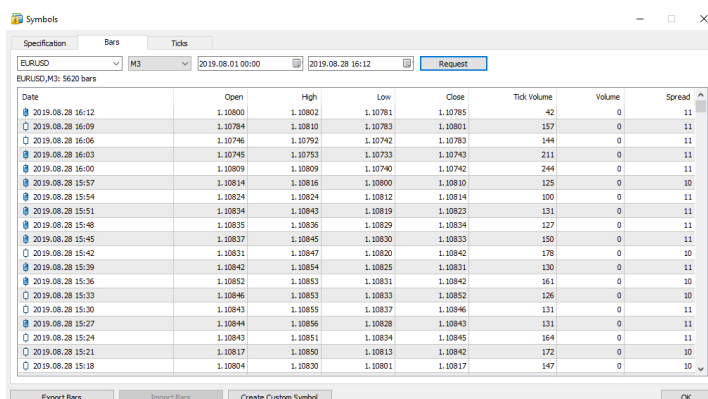 Symbols
Specification Bars Ticks
EURUSD M3 2019.08.01 00:00 2019.08.28 16:12 Request
EURUSD,M3: 5620 bars
Date Open High Low Close Tick Volume Volume Spread
2019.08.28 16:12 1.10800 1.10802 1.10781 1.10785 42 0 11
2019.08.28 16:09 1.10784 1.10810 1.10783 1.10801 157 0 11
2019.08.28 16:06 1.10746 1.10792 1.10742 1.10783 144 0 11
2019.08.28 16:03 1.10745 1.10753 1.10733 1.10743 211 0 11
2019.08.28 16:00 1.10809 1.10809 1.10740 1.10742 244 0 11
2019.08.28 15:57 1.10814 1.10816 1.10800 1.10810 125 0 10
2019.08.28 15:54 1.10824 1.10824 1.10812 1.10814 100 0 11
2019.08.28 15:51 1.10834 1.10843 1.10819 1.10823 131 0 11
2019.08.28 15:48 1.10835 1.10836 1.10829 1.10834 127 0 11
2019.08.28 15:45 1.10837 1.10845 1.10830 1.10833 150 0 11
2019.08.28 15:42 1.10831 1.10847 1.10820 1.10842 178 0 10
2019.08.28 15:39 1.10842 1.10854 1.10825 1.10831 130 0 11
2019.08.28 15:36 1.10852 1.10853 1.10831 1.10842 161 0 10
2019.08.28 15:33 1.10846 1.10853 1.10833 1.10852 126 0 10
2019.08.28 15:30 1.10843 1.10855 1.10837 1.10846 131 0 11
2019.08.28 15:27 1.10844 1.10856 1.10828 1.10843 131 0 11
2019.08.28 15:24 1.10843 1.10851 1.10834 1.10845 164 0 11
2019.08.28 15:21 1.10817 1.10850 1.10813 1.10842 172 0 10
2019.08.28 15:18 1.10804 1.10830 1.10801 1.10817 147 0 10
Export Bars Import Bars Create Custom Symbol OK